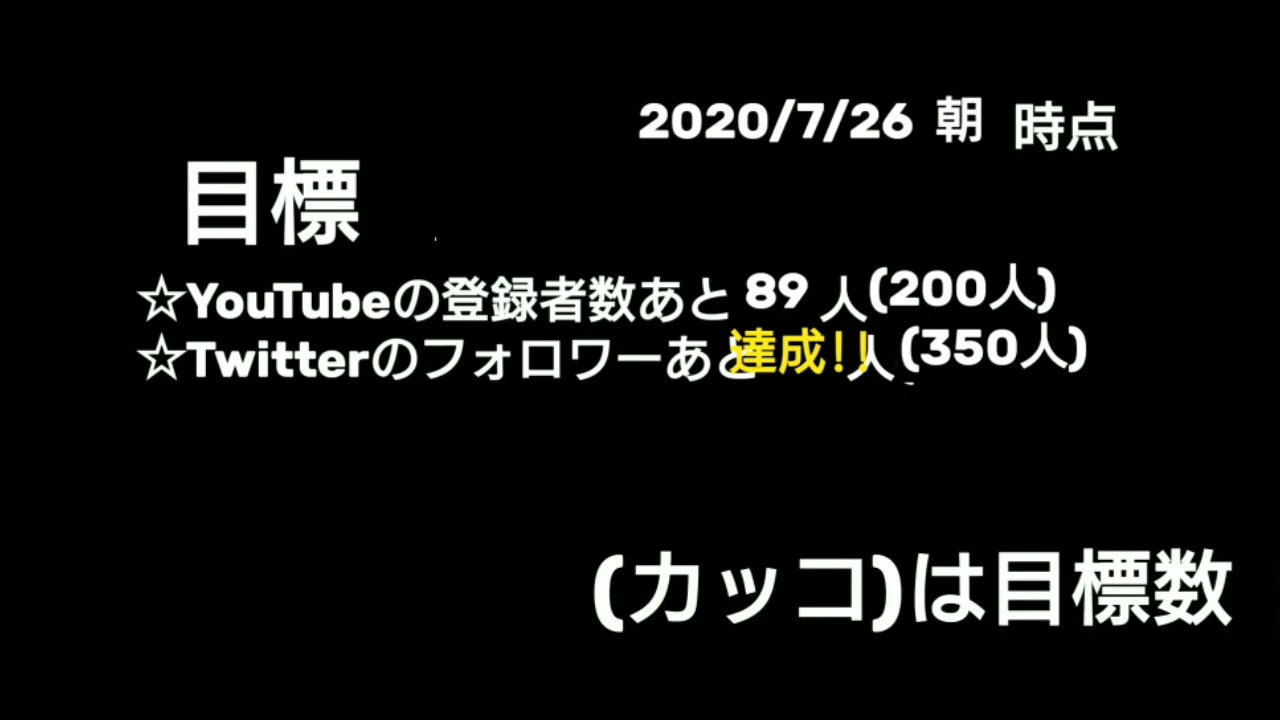 2020/7/26 朝 時点
目標
☆YouTubeの登録者数あと 89 人(200人)
☆Twitterのフォロワーあと達成!!人(350人)
(カッコ)は目標数